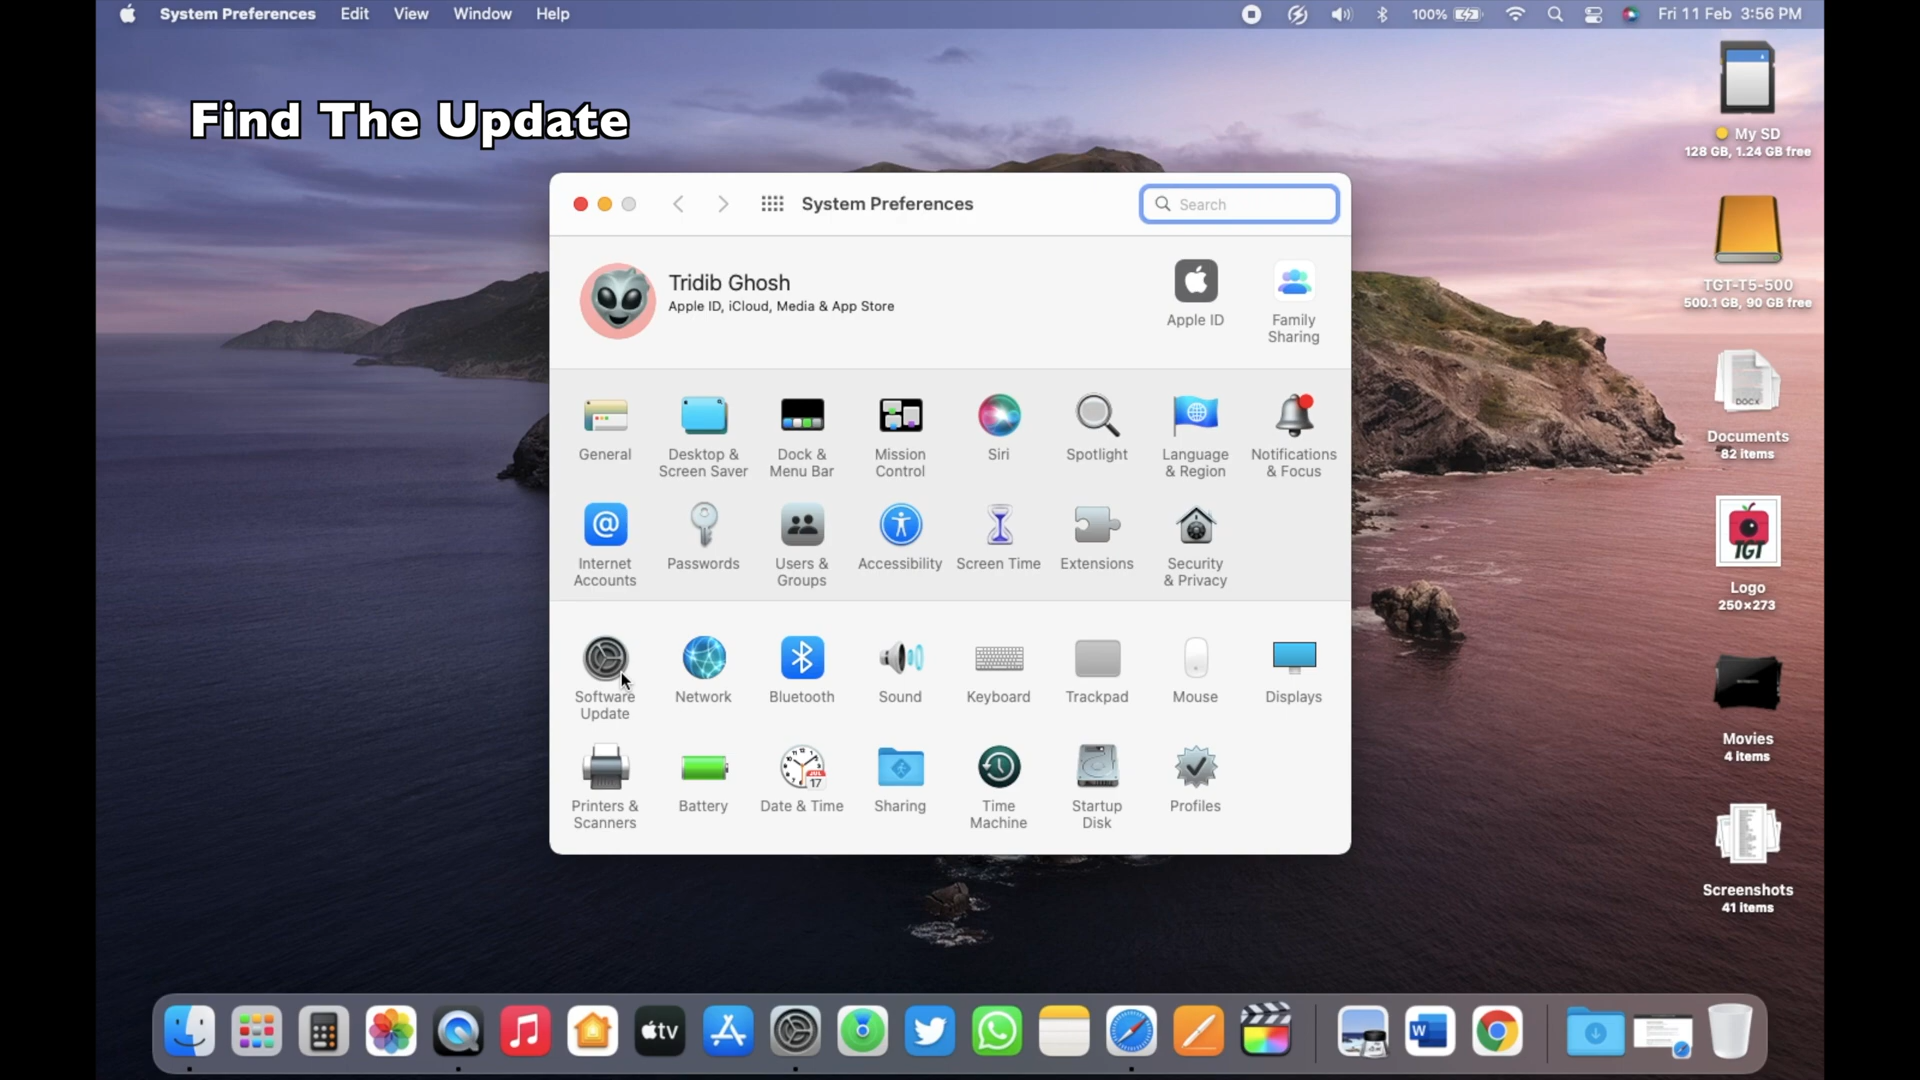 System Preferences Edit View Window Help
100% Fri 11 Feb 3:56 PM
Find The Update
My SD
128 GB, 1.24 GB free
System Preferences
Search
Tridib Ghosh
Apple ID, iCloud, Media & App Store
Apple ID
Family
Sharing
TGT-T5-500
500.1 GB, 90 GB free
General
Desktop &
Screen Saver
Dock &
Menu Bar
Mission
Control
Siri
Spotlight
Language
& Region
Notifications
& Focus
DOCX
Documents
82 items
@
Internet
Accounts
Passwords
Users &
Groups
Accessibility
Screen Time
Extensions
Security
& Privacy
TGT
Logo
250×273
Software
Update
Network
Bluetooth
Sound
Keyboard
Trackpad
Mouse
Displays
Movies
4 items
JUL
17
Printers &
Scanners
Battery
Date & Time
Sharing
Time
Machine
Startup
Disk
Profiles
Screenshots
41 items
tv
W